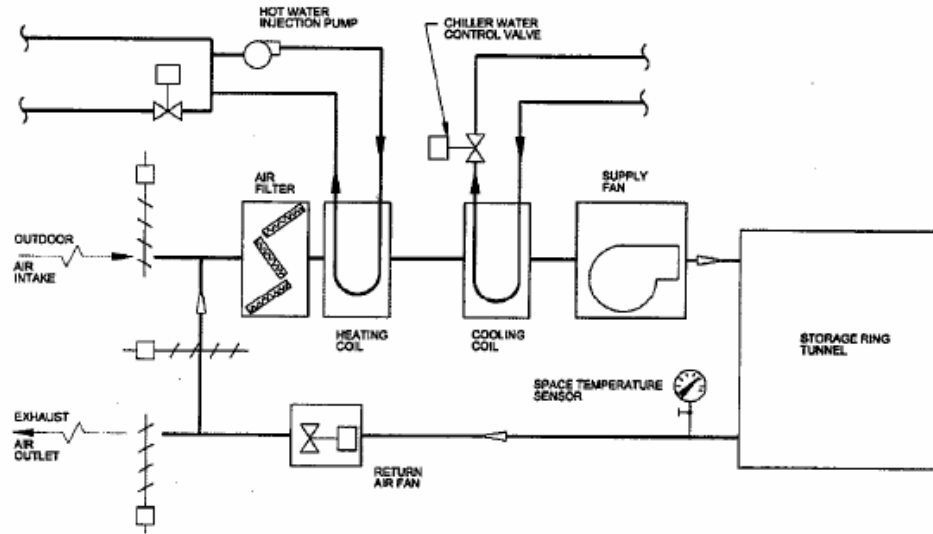 HOT WATER
INJECTION PUMP
CHILLER WATER
CONTROL VALVE
AIR
FILTER
SUPPLY
FAN
OUTDOOR
AIR
INTAKE
HEATING
COIL
COOLING
COIL
STORAGE RING
TUNNEL
SPACE TEMPERATURE
SENSOR
EXHAUST
AIR
OUTLET
RETURN
AIR FAN